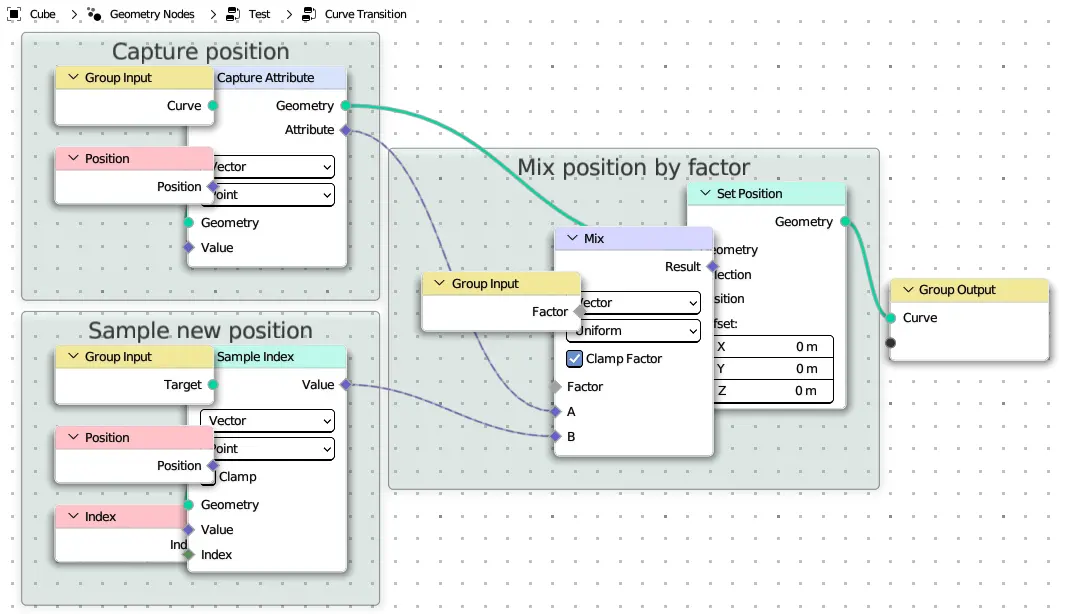 Cube > Geometry Nodes > Test > Curve Transition
Capture position
Group Input
Curve
Capture Attribute
Geometry
Attribute
Vector
Point
Geometry
Value
Position
Position
Sample new position
Group Input
Target
Sample Index
Value
Vector
Point
Clamp
Geometry
Value
Index
Position
Position
Index
Ind
Mix position by factor
Group Input
Factor
Mix
Result
Vector
Uniform
Clamp Factor
Factor
A
B
Set Position
Geometry
ometry
lection
sition
fset:
X 0 m
Y 0 m
Z 0 m
Group Output
Curve